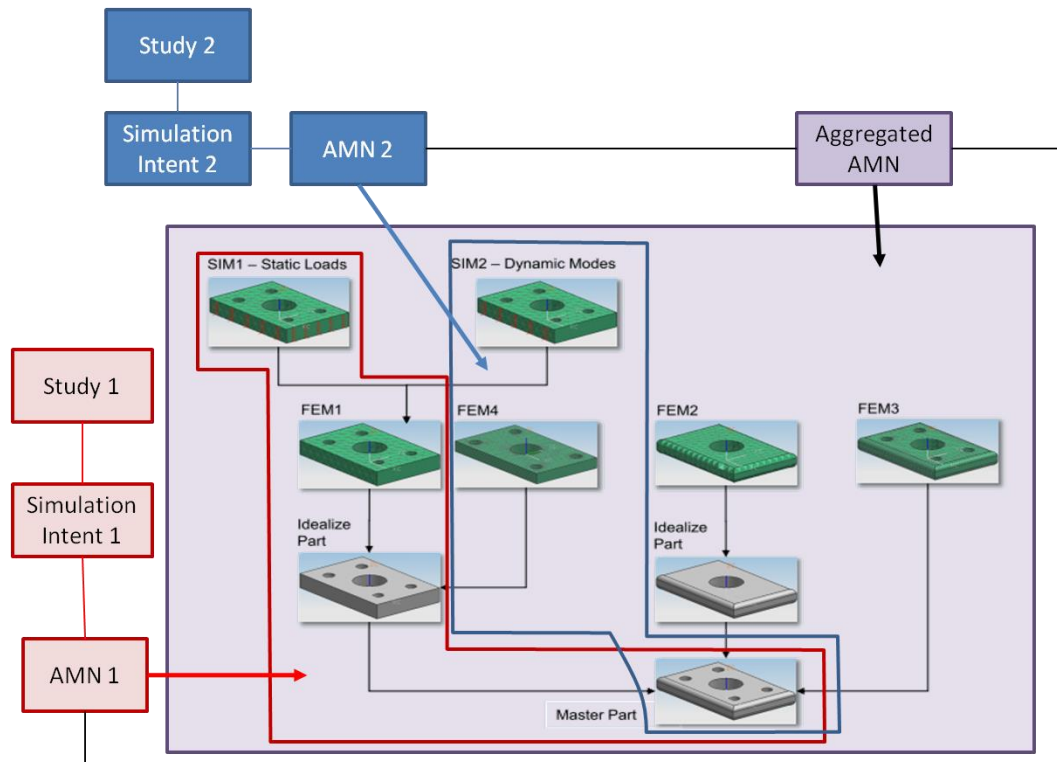 Study 2
Simulation
Intent 2
AMN 2
Aggregated
AMN
SIM1 – Static Loads
SIM2 – Dynamic Modes
Study 1
FEM1
FEM4
FEM2
FEM3
Simulation
Intent 1
Idealize
Part
Idealize
Part
AMN 1
Master Part